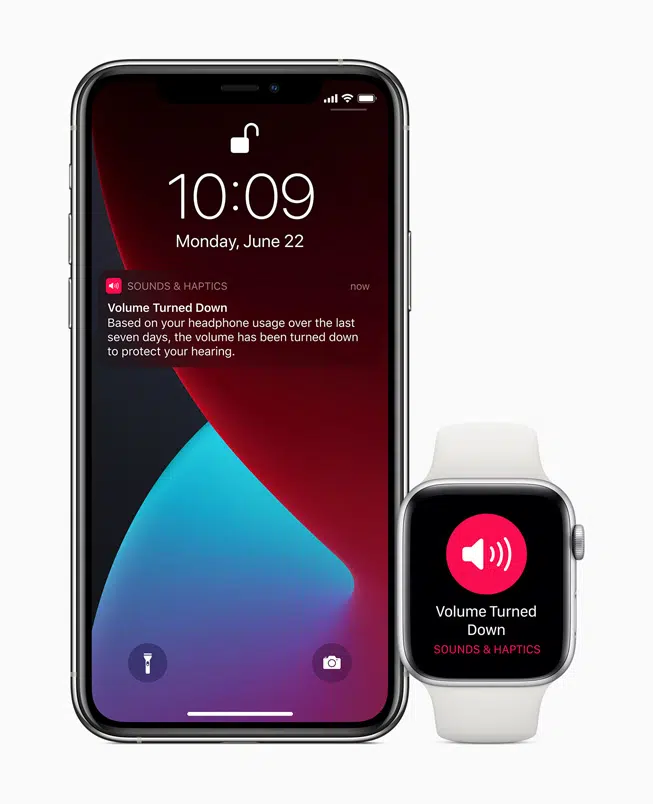 10:09
Monday, June 22
SOUNDS & HAPTICS now
Volume Turned Down
Based on your headphone usage over the last
seven days, the volume has been turned down
to protect your hearing.
Volume Turned
Down
SOUNDS & HAPTICS